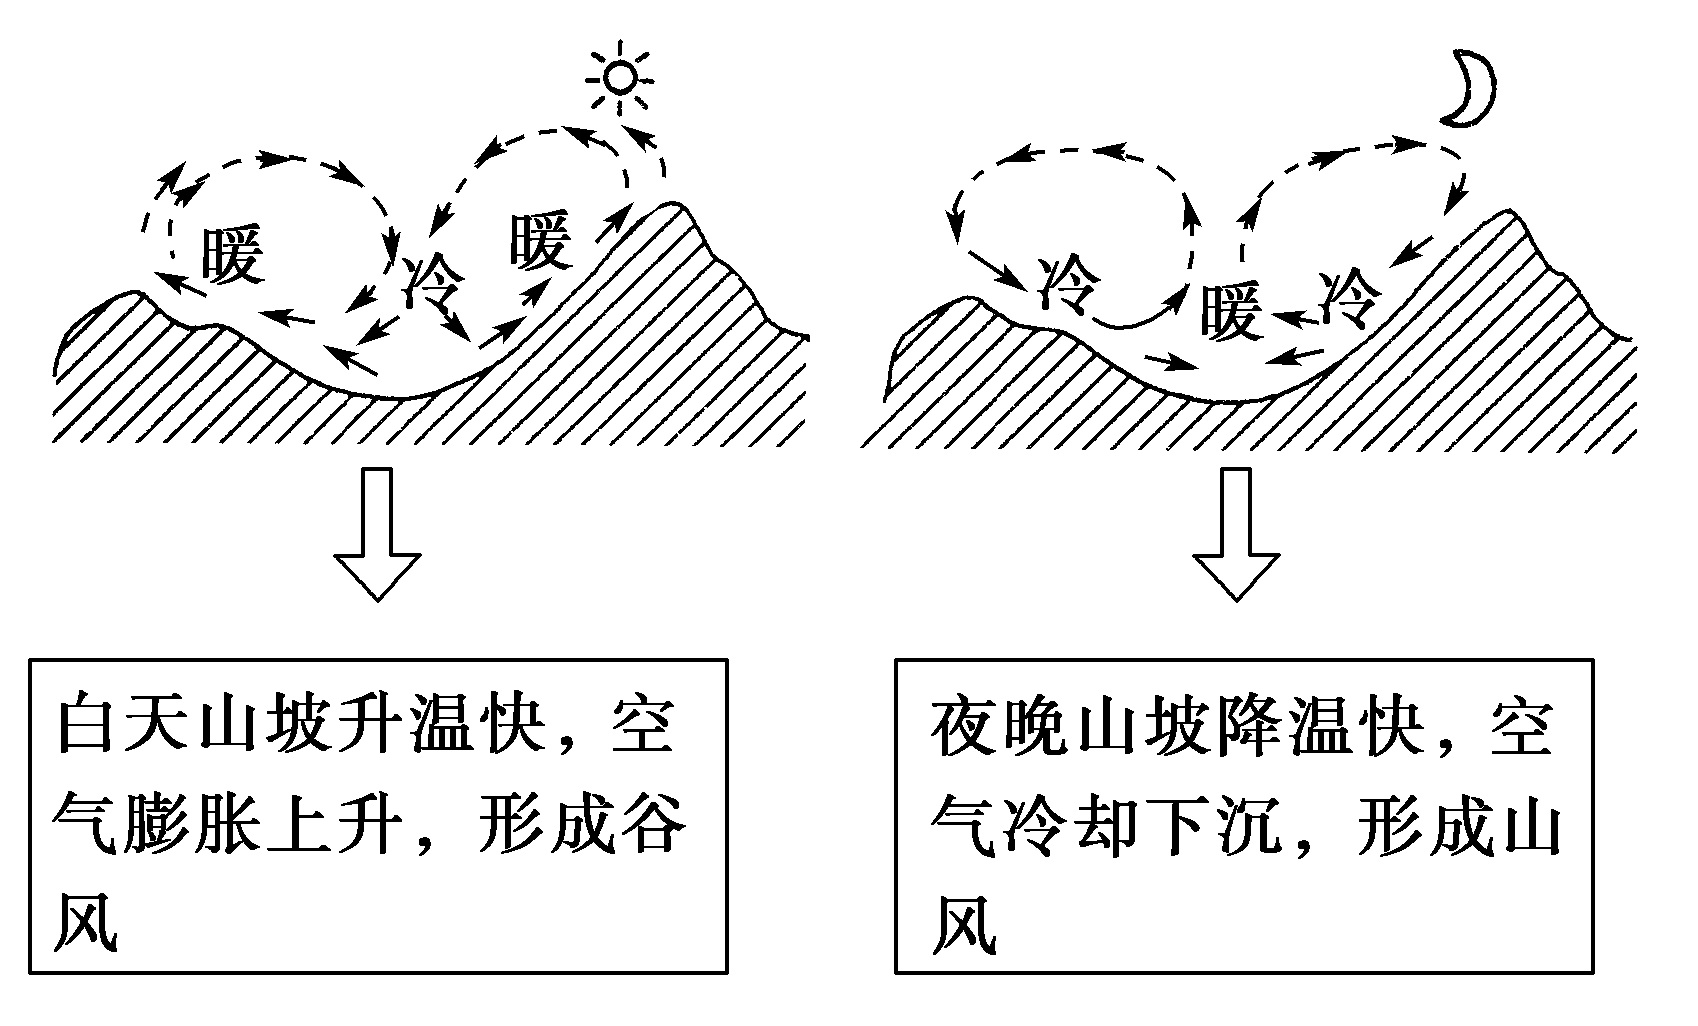 暖
冷
暖
冷
暖
冷
白天山坡升温快，空
气膨胀上升，形成谷
风
夜晚山坡降温快，空
气冷却下沉，形成山
风